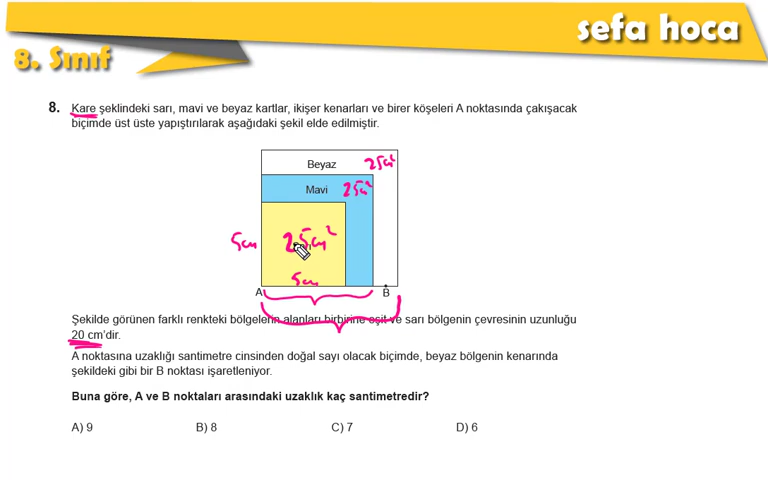 sefa hoca
8. Sınıf
8. Kare şeklindeki sarı, mavi ve beyaz kartlar, ikişer kenarları ve birer köşeleri A noktasında çakışacak
biçimde üst üste yapıştırılarak aşağıdaki şekil elde edilmiştir.
Beyaz 25cm²
Mavi 25cm²
5cm 25cm²
5cm
A B
Şekilde görünen farklı renkteki bölgelerin alanları birbirine eşit ve sarı bölgenin çevresinin uzunluğu
20 cm'dir.
A noktasına uzaklığı santimetre cinsinden doğal sayı olacak biçimde, beyaz bölgenin kenarında
şekildeki gibi bir B noktası işaretleniyor.
Buna göre, A ve B noktaları arasındaki uzaklık kaç santimetredir?
A) 9 B) 8 C) 7 D) 6